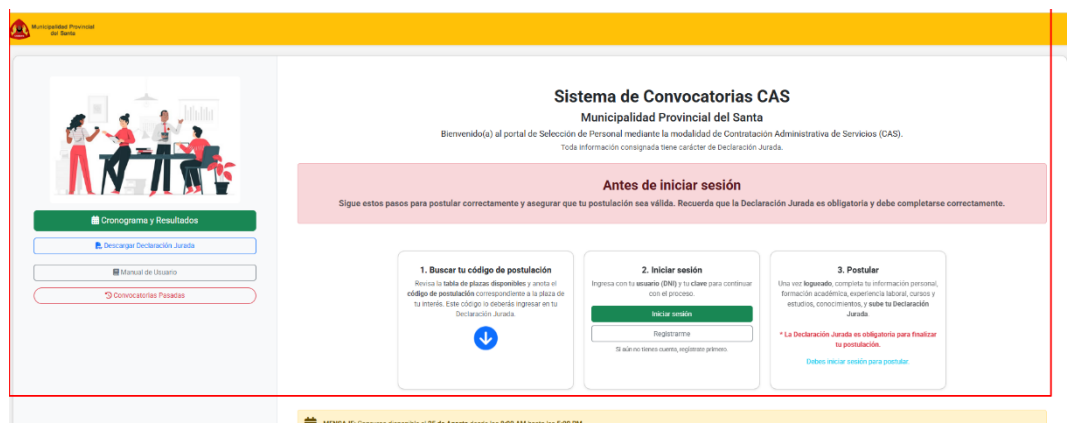 Municipalidad Provincial
del Santa
Sistema de Convocatorias CAS
Municipalidad Provincial del Santa
Bienvenido(a) al portal de Selección de Personal mediante la modalidad de Contratación Administrativa de Servicios (CAS).
Toda información consignada tiene carácter de Declaración Jurada.
Antes de iniciar sesión
Sigue estos pasos para postular correctamente y asegurar que tu postulación sea válida. Recuerda que la Declaración Jurada es obligatoria y debe completarse correctamente.
Cronograma y Resultados
Descargar Declaración Jurada
Manual de Usuario
Convocatorias Pasadas
1. Buscar tu código de postulación
Revisa la tabla de plazas disponibles y anota el
código de postulación correspondiente a la plaza de
tu interés. Este código lo deberás ingresar en tu
Declaración Jurada.
2. Iniciar sesión
Ingresa con tu usuario (DNI) y tu clave para continuar
con el proceso.
Iniciar sesión
Registrarme
Si aún no tienes cuenta, regístrate primero.
3. Postular
Una vez logueado, completa tu información personal,
formación académica, experiencia laboral, cursos y
estudios, conocimientos, y sube tu Declaración
Jurada.
* La Declaración Jurada es obligatoria para finalizar
tu postulación.
Debes iniciar sesión para postular